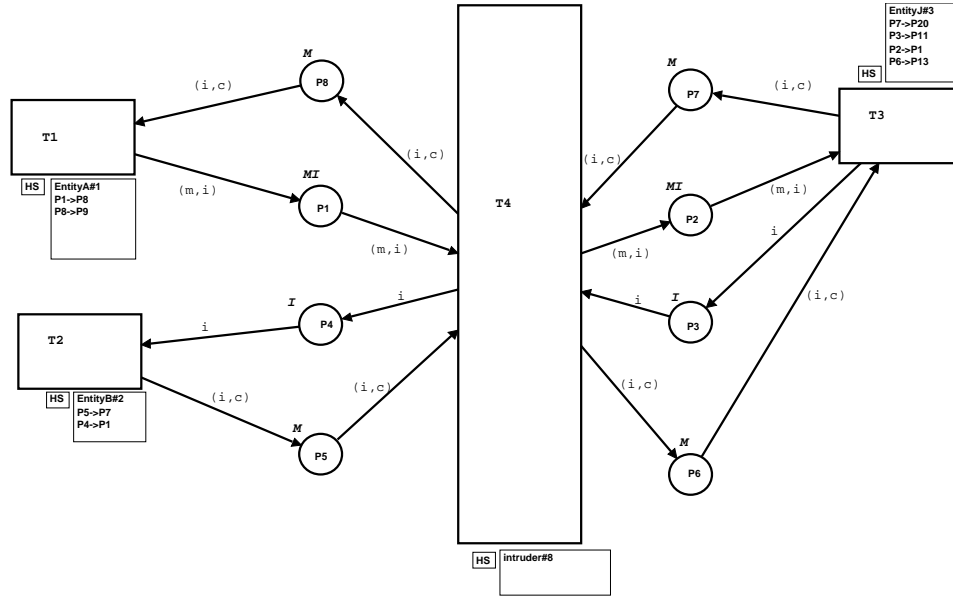 EntityJ#3
P7->P20
P3->P11
P2->P1
P6->P13
HS
M
P8
M
P7
(i,c)
(i,c)
T1
T3
(i,c)
(i,c)
HS
EntityA#1
P1->P8
P8->P9
(m,i)
MI
P1
T4
MI
P2
(m,i)
(m,i)
(m,i)
i
I
P4
i
i
I
P3
i
(i,c)
T2
HS
EntityB#2
P5->P7
P4->P1
(i,c)
(i,c)
(i,c)
M
P5
M
P6
HS
intruder#8